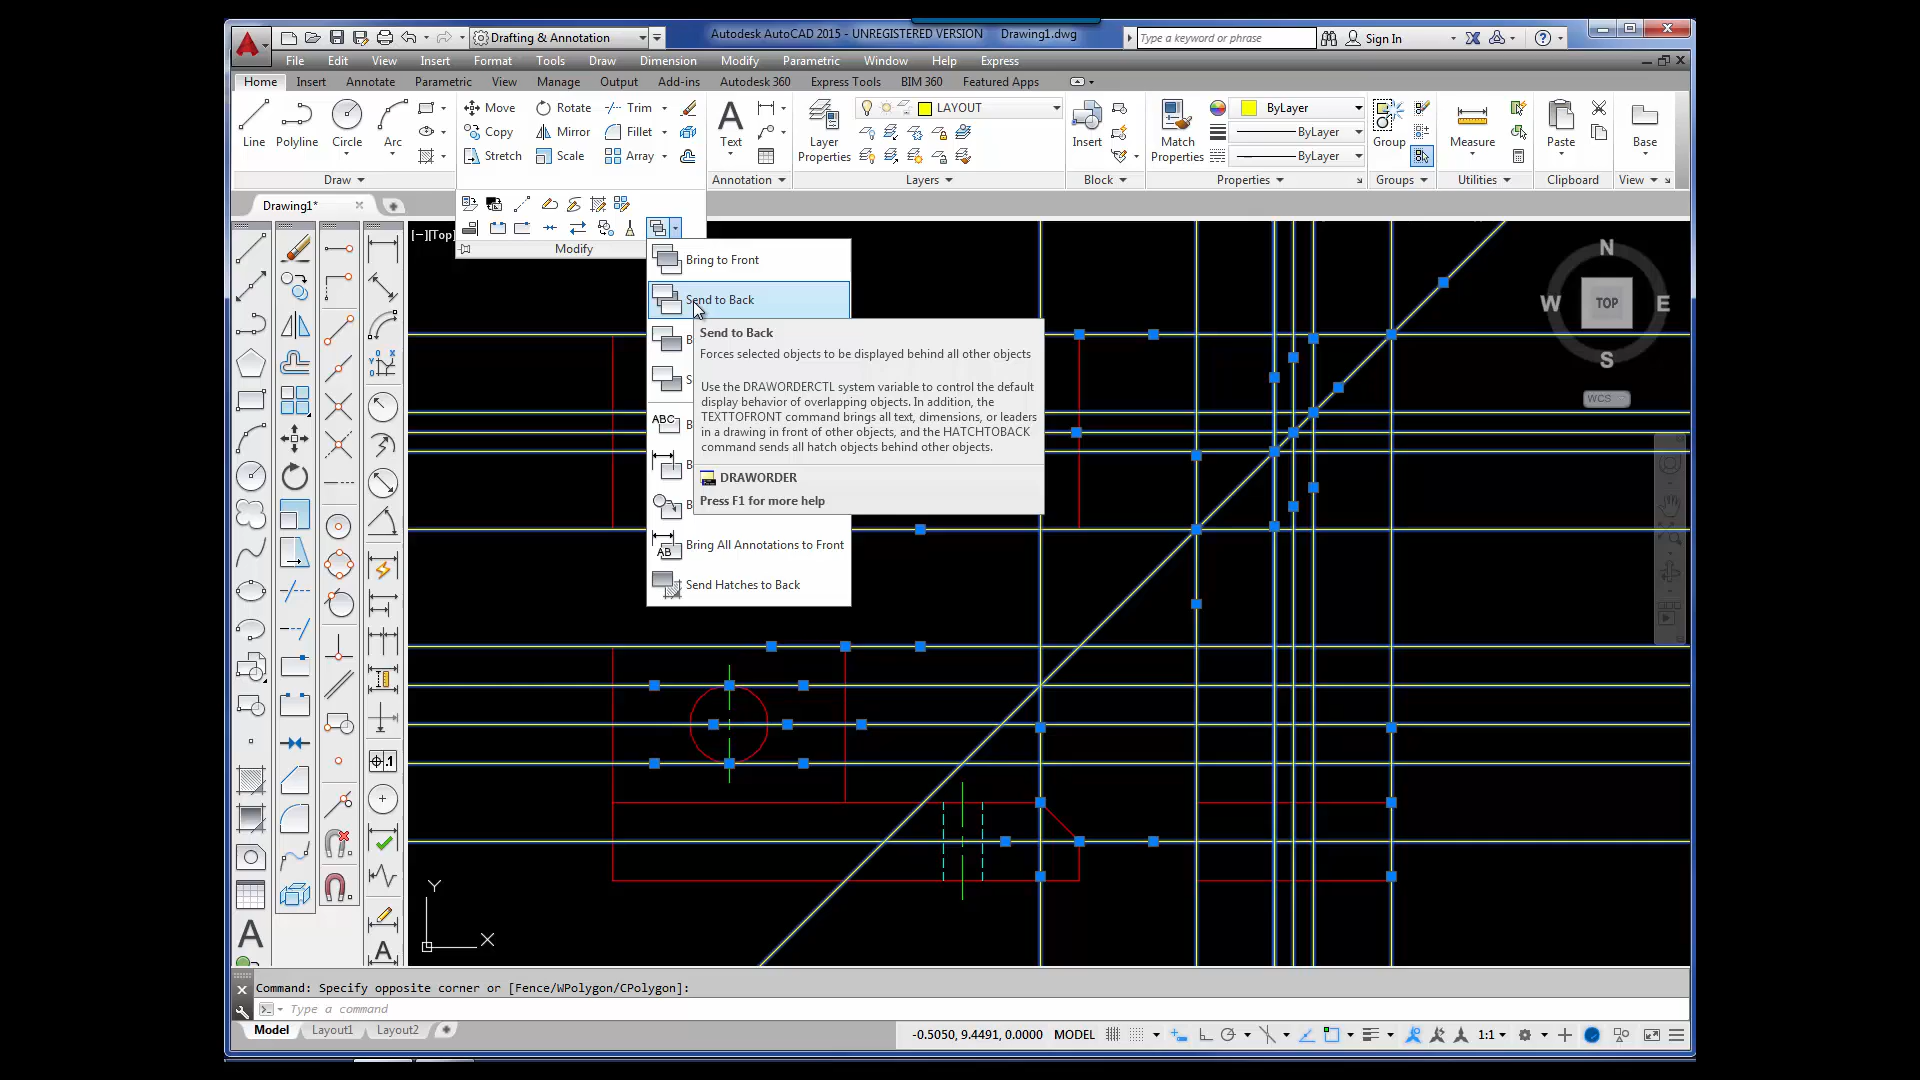 Drafting & Annotation
Autodesk AutoCAD 2015 - UNREGISTERED VERSION Drawing1.dwg
Type a keyword or phrase
Sign In
File Edit View Insert Format Tools Draw Dimension Modify Parametric Window Help Express
Home Insert Annotate Parametric View Manage Output Add-ins Autodesk 360 Express Tools BIM 360 Featured Apps
Line Polyline Circle Arc
Move Rotate Trim
Copy Mirror Fillet
Stretch Scale Array
Text
Layer Properties
LAYOUT
Insert
Match Properties
ByLayer
ByLayer
ByLayer
Group
Measure
Paste
Base
Draw Annotation Layers Block Properties Groups Utilities Clipboard View
Drawing1*
Modify
[−][Top]
Bring to Front
Send to Back
Send to Back
Forces selected objects to be displayed behind all other objects
Use the DRAWORDERCTL system variable to control the default
display behavior of overlapping objects. In addition, the
TEXTTOFRONT command brings all text, dimensions, or leaders
in a drawing in front of other objects, and the HATCHTOBACK
command sends all hatch objects behind other objects.
DRAWORDER
Press F1 for more help
ABC
AB
Bring All Annotations to Front
Send Hatches to Back
N
W TOP E
S
WCS
Y
X
A
A
Command: Specify opposite corner or [Fence/WPolygon/CPolygon]:
Type a command
Model Layout1 Layout2
-0.5050, 9.4491, 0.0000 MODEL
1:1